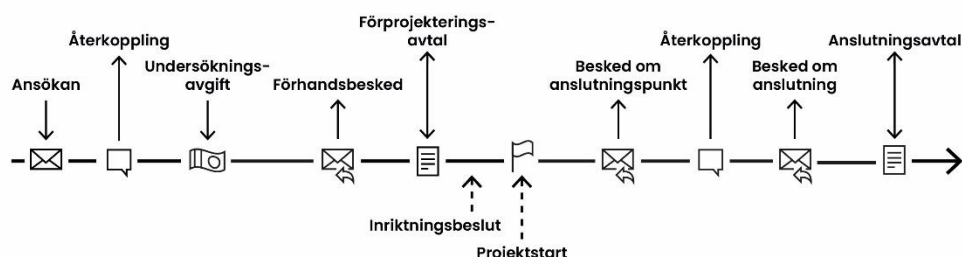 Ansökan
Återkoppling
Undersöknings-
avgift
Förhandsbesked
Förprojekterings-
avtal
Inriktningsbeslut
Projektstart
Besked om
anslutningspunkt
Återkoppling
Besked om
anslutning
Anslutningsavtal